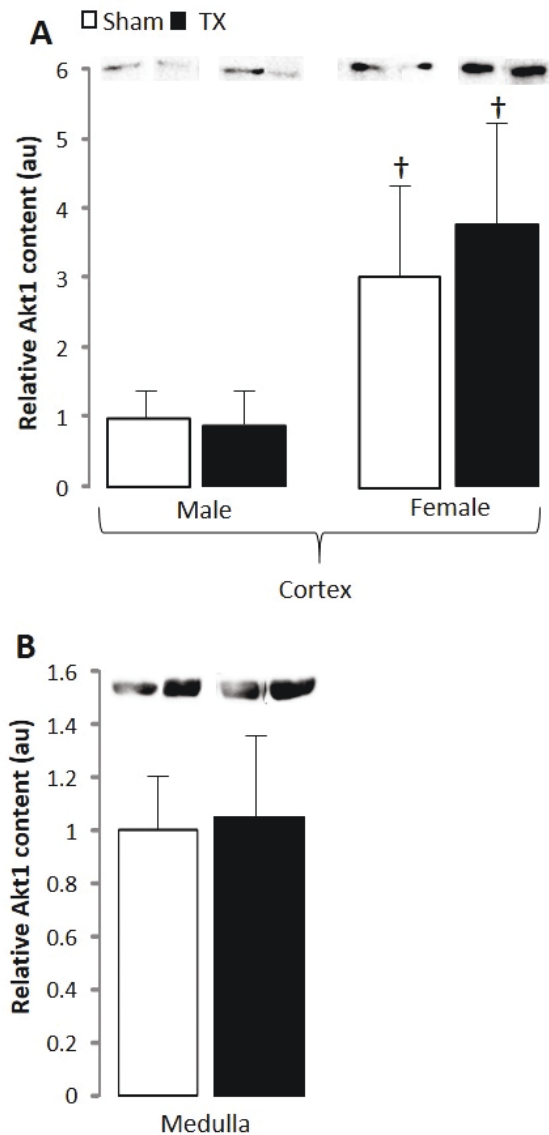 Sham TX
A
6
5
4
3
2
1
0
Relative Akt1 content (au)
†
†
Male
Female
Cortex
B
1.6
1.4
1.2
1
0.8
0.6
0.4
0.2
0
Relative Akt1 content (au)
Medulla